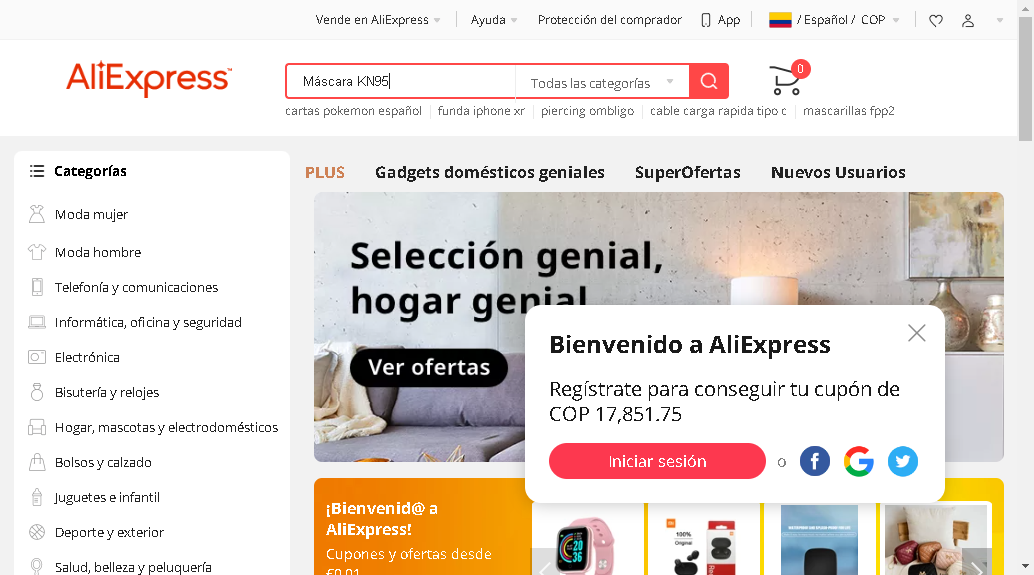 Vende en AliExpress
Ayuda
Protección del comprador
App
/ Español / COP
AliExpress™
Máscara KN95
Todas las categorías
0
cartas pokemon español
funda iphone xr
piercing ombligo
cable carga rapida tipo c
mascarillas fpp2
Categorías
PLUS
Gadgets domésticos geniales
SuperOfertas
Nuevos Usuarios
Moda mujer
Moda hombre
Telefonía y comunicaciones
Informática, oficina y seguridad
Electrónica
Bisutería y relojes
Hogar, mascotas y electrodomésticos
Bolsos y calzado
Juguetes e infantil
Deporte y exterior
Salud, belleza y peluquería
Selección genial,
hogar genial
Ver ofertas
Bienvenido a AliExpress
Regístrate para conseguir tu cupón de
COP 17,851.75
Iniciar sesión
o
¡Bienvenid@ a
AliExpress!
Cupones y ofertas desde
€0,01
100%
Original